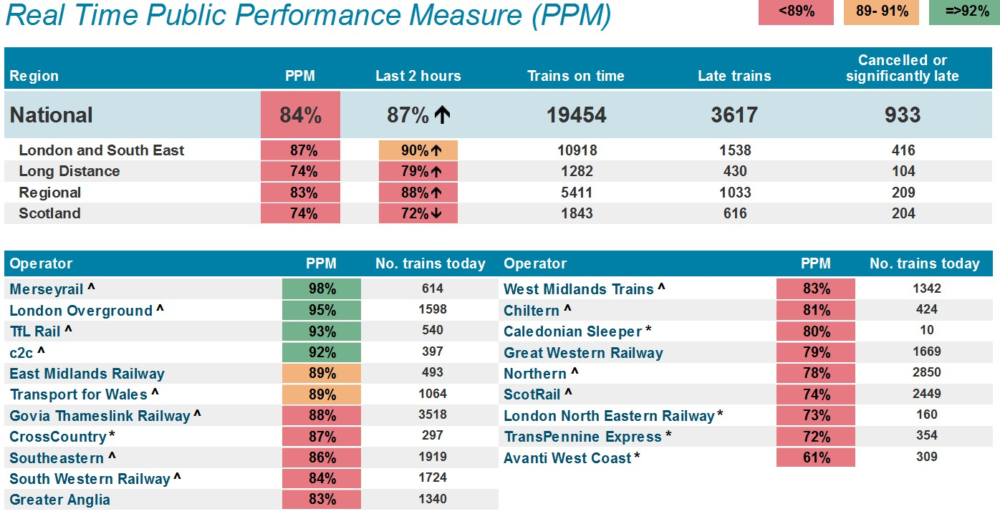 Real Time Public Performance Measure (PPM)
<89% 89- 91% =>92%
Region PPM Last 2 hours Trains on time Late trains Cancelled or significantly late
National 84% 87% ↑ 19454 3617 933
London and South East 87% 90% ↑ 10918 1538 416
Long Distance 74% 79% ↑ 1282 430 104
Regional 83% 88% ↑ 5411 1033 209
Scotland 74% 72% ↓ 1843 616 204
Operator PPM No. trains today Operator PPM No. trains today
Merseyrail ^ 98% 614 West Midlands Trains ^ 83% 1342
London Overground ^ 95% 1598 Chiltern ^ 81% 424
TfL Rail ^ 93% 540 Caledonian Sleeper * 80% 10
c2c ^ 92% 397 Great Western Railway 79% 1669
East Midlands Railway 89% 493 Northern ^ 78% 2850
Transport for Wales ^ 89% 1064 ScotRail ^ 74% 2449
Govia Thameslink Railway ^ 88% 3518 London North Eastern Railway * 73% 160
CrossCountry * 87% 297 TransPennine Express * 72% 354
Southeastern ^ 86% 1919 Avanti West Coast * 61% 309
South Western Railway ^ 84% 1724
Greater Anglia 83% 1340